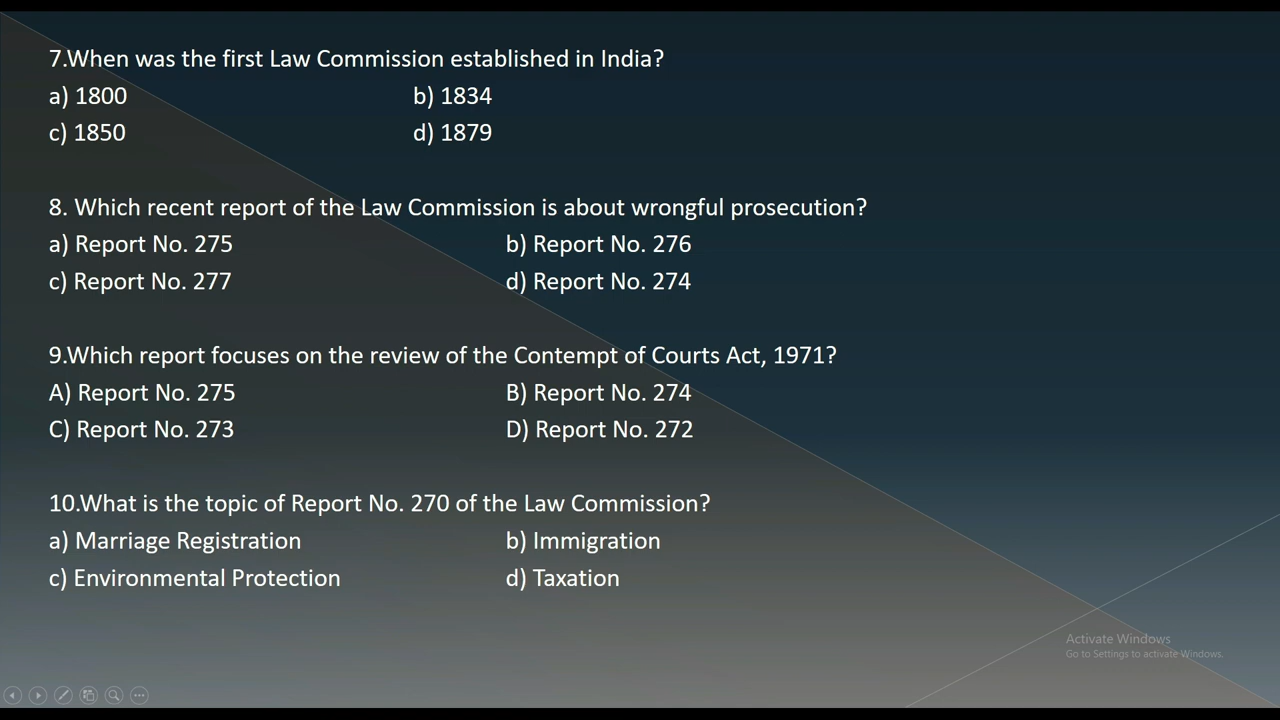 7.When was the first Law Commission established in India?
a) 1800 b) 1834
c) 1850 d) 1879
8. Which recent report of the Law Commission is about wrongful prosecution?
a) Report No. 275 b) Report No. 276
c) Report No. 277 d) Report No. 274
9.Which report focuses on the review of the Contempt of Courts Act, 1971?
A) Report No. 275 B) Report No. 274
C) Report No. 273 D) Report No. 272
10.What is the topic of Report No. 270 of the Law Commission?
a) Marriage Registration b) Immigration
c) Environmental Protection d) Taxation
Activate Windows
Go to Settings to activate Windows.